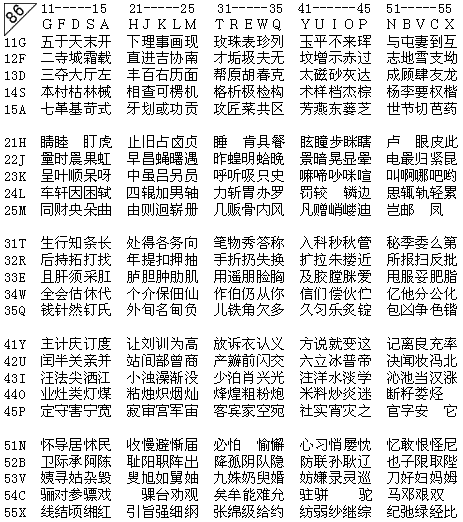 86
11-----15 21-----25 31-----35 41-----45 51-----55
G F D S A H J K L M T R E W Q Y U I O P N B V C X
11G 五于天末开 下理事画现 玫珠表珍列 玉平不来珲 与屯妻到互
12F 二寺城霜载 直进吉协南 才垢圾夫无 坟增示赤过 志地雪支坳
13D 三夺大厅左 丰百右历面 帮原胡春克 太磁砂灰达 成顾肆友龙
14S 本村枯林械 相查可楞机 格析极检构 术样档杰棕 杨李要权楷
15A 七革基苛式 牙划或功贡 攻匠菜共区 芳燕东蒌芝 世节切芭药
21H 睛睦 盯虎 止旧占卤贞 睡 肯具餐 眩瞳步眯瞎 卢 眼皮此
22J 量时晨果虹 早昌蝇曙遇 昨蝗明蛤晚 景暗晃显晕 电最归紧昆
23K 呈叶顺呆呀 中虽吕另员 呼听吸只史 嘛啼吵咪喧 叫啊哪吧哟
24L 车轩因困轼 四辊加男轴 力斩胃办罗 罚较 辚边 思辄轨轻累
25M 同财央朵曲 由则迥崭册 几贩骨内风 凡赠峭嵝迪 岂邮 凤
31T 生行知条长 处得各务向 笔物秀答称 入科秒秋管 秘季委么第
32R 后持拓打找 年提扣押抽 手折扔失换 扩拉朱搂近 所报扫反批
33E 且肝须采肛 胪胆肿肋肌 用遥朋脸胸 及胶膛脒爱 甩服妥肥脂
34W 全会估休代 个介保佃仙 作伯仍从你 信们偿伙伫 亿他分公化
35Q 钱针然钉氏 外旬名甸负 儿铁角欠多 久匀乐炙锭 包凶争色锴
41Y 主计庆订度 让刘训为高 放诉衣认义 方说就变这 记离良充率
42U 闰半关亲并 站间部曾商 产瓣前闪交 六立冰普帝 决闻妆冯北
43I 汪法尖洒江 小浊澡渐没 少泊肖兴光 注洋水淡学 沁池当汉涨
44O 业灶类灯煤 粘烛炽烟灿 烽煌粗粉炮 米料炒炎迷 断籽娄烃
45P 定守害宁宽 寂审宫军宙 客宾家空宛 社实宵灾之 官字安 它
51N 怀导居怵民 收慢避惭届 必怕 愉懈 心习悄屡忱 忆敢恨怪尼
52B 卫际承阿陈 耻阳职阵出 降孤阴队隐 防联孙耿辽 也子限取陛
53V 姨寻姑杂毁 叟旭如舅妯 九姝奶臾婚 妨嫌录灵巡 刀好妇妈姆
54C 骊对参骠戏 骒台劝观 矣牟能难允 驻骈 驼 马邓艰双
55X 线结顷缃红 引旨强细纲 张绵级给约 纺弱纱继综 纪弛绿经比